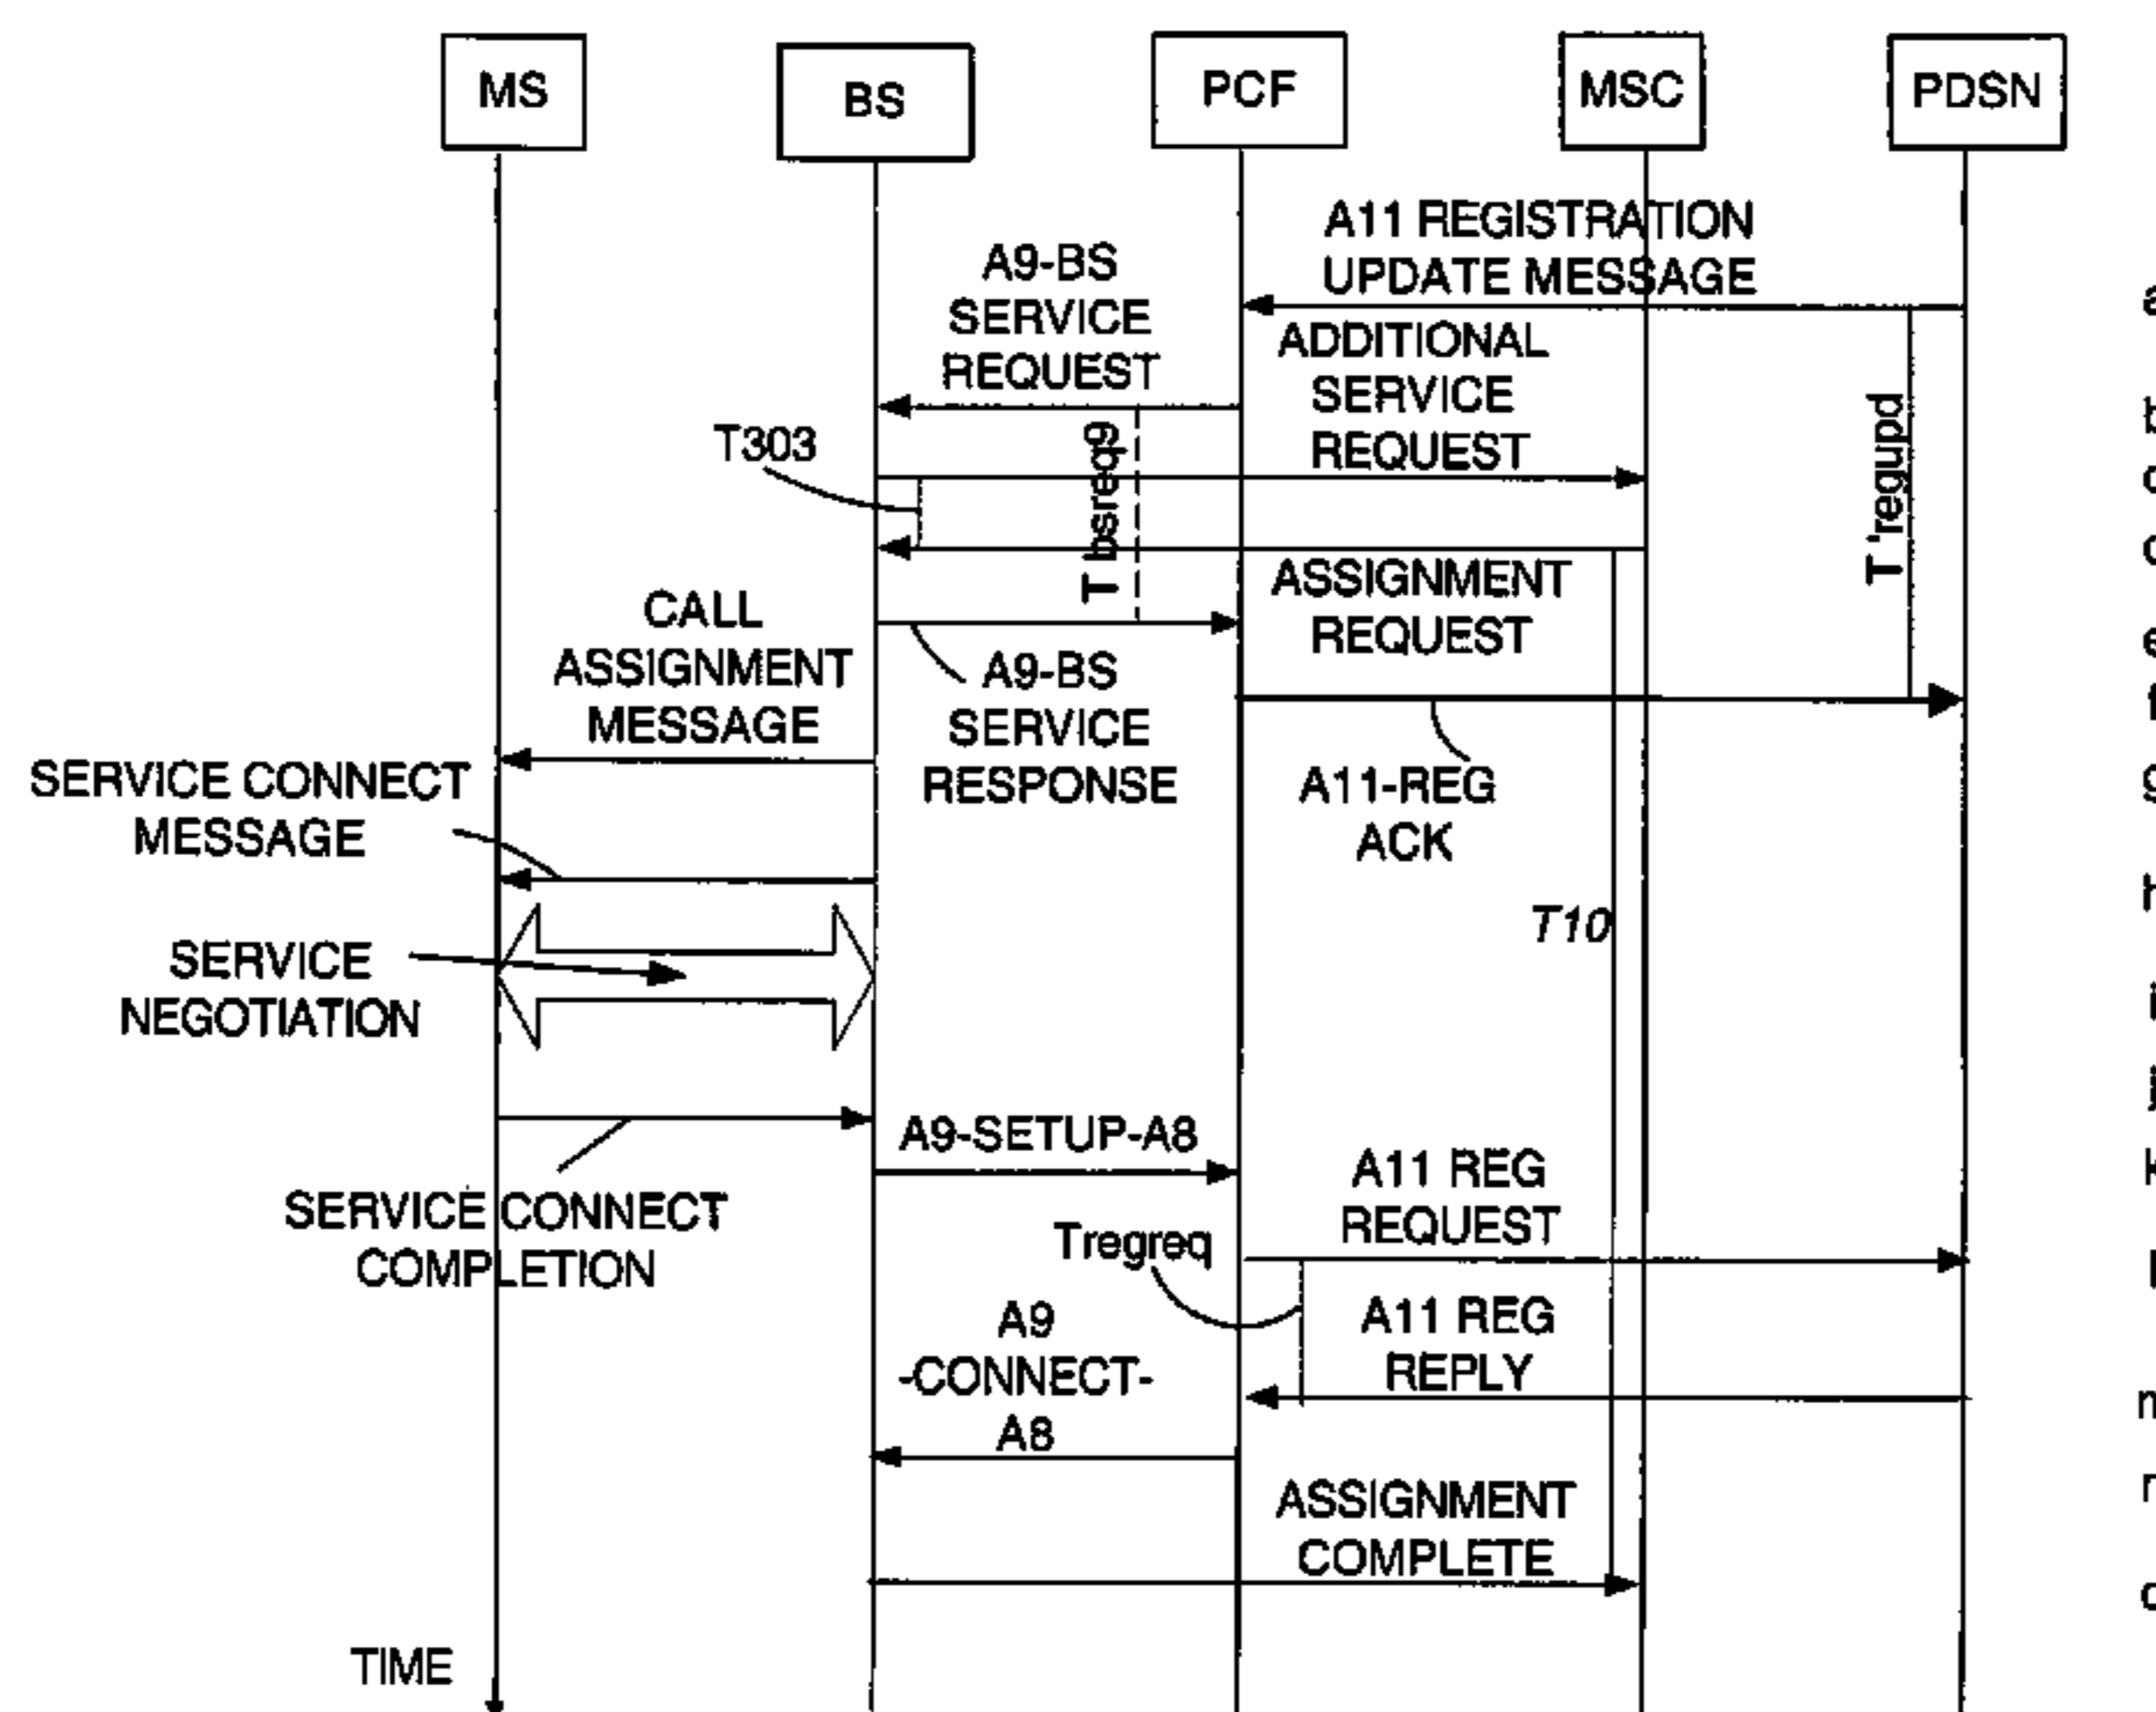 MS
BS
PCF
MSC
PDSN
A11 REGISTRATION
UPDATE MESSAGE
a
A9-BS
SERVICE
REQUEST
ADDITIONAL
SERVICE
REQUEST
b
T303
T bsreq9
T'regupd
ASSIGNMENT
REQUEST
e
CALL
ASSIGNMENT
MESSAGE
A9-BS
SERVICE
RESPONSE
f
A11-REG
ACK
g
SERVICE CONNECT
MESSAGE
T10
SERVICE
NEGOTIATION
i
j
A9-SETUP-A8
SERVICE CONNECT
COMPLETION
A11 REG
REQUEST
Tregreq
A11 REG
REPLY
A9
-CONNECT-
A8
ASSIGNMENT
COMPLETE
TIME